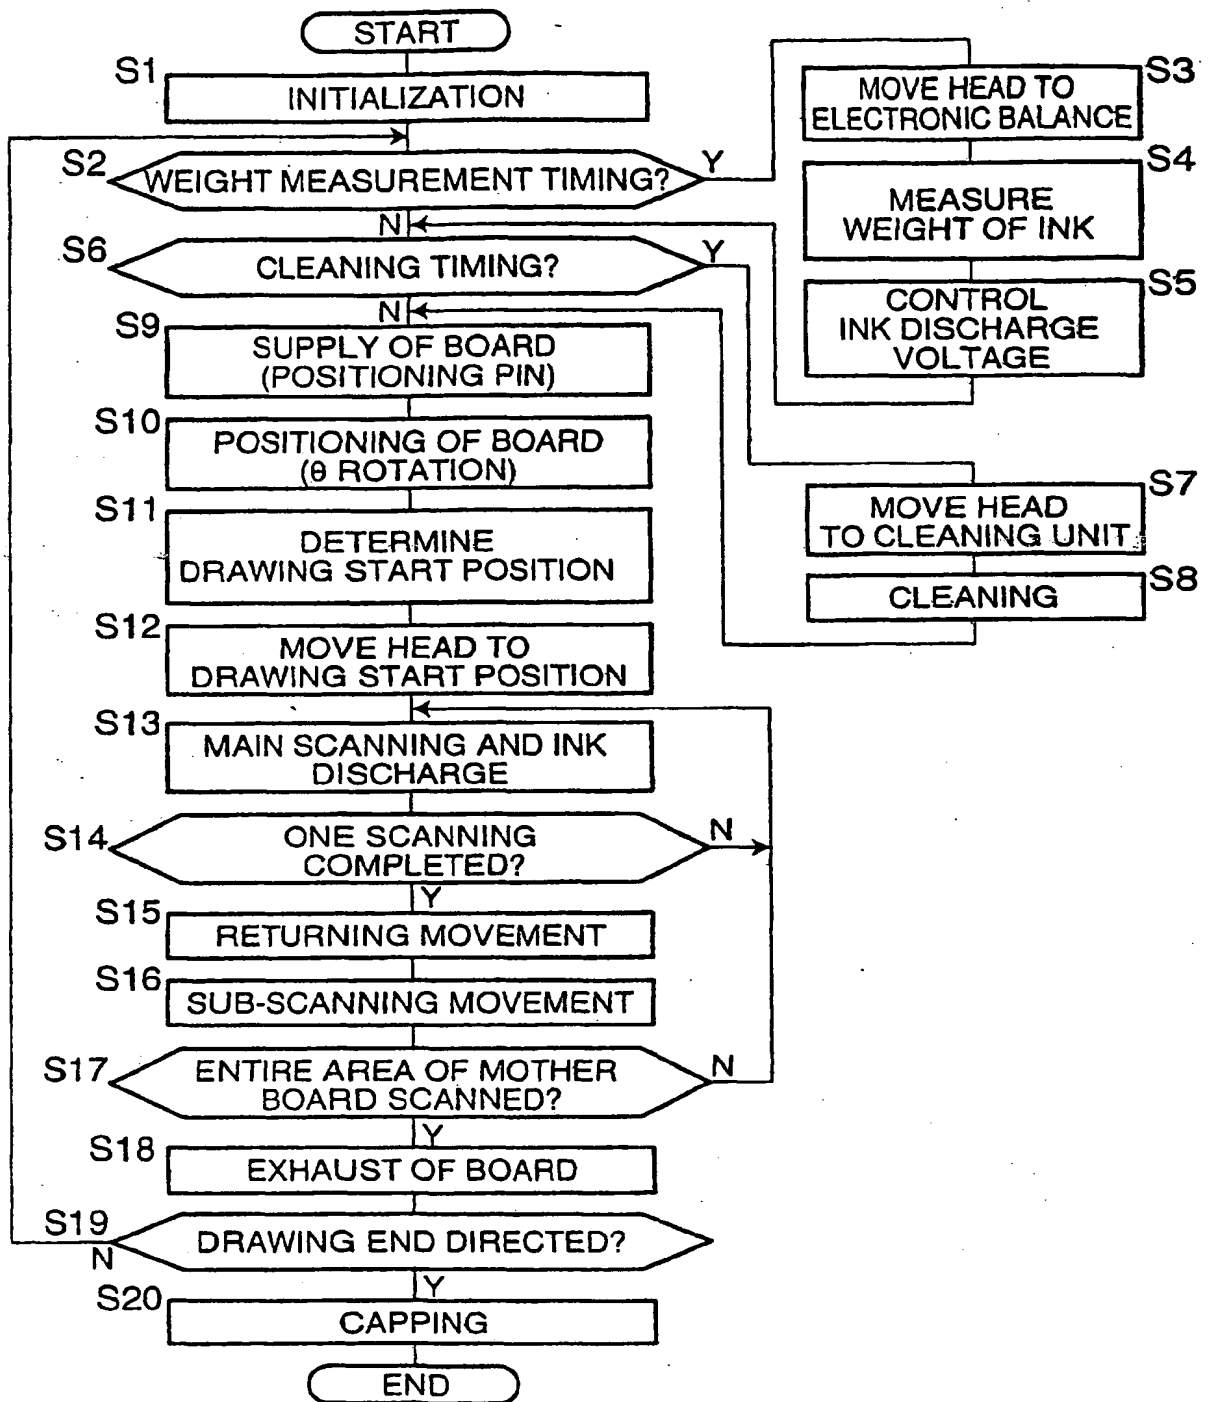 START
S1
INITIALIZATION
S2
WEIGHT MEASUREMENT TIMING?
Y
N
S3
MOVE HEAD TO
ELECTRONIC BALANCE
S4
MEASURE
WEIGHT OF INK
S5
CONTROL
INK DISCHARGE
VOLTAGE
S6
CLEANING TIMING?
Y
N
S7
MOVE HEAD
TO CLEANING UNIT
S8
CLEANING
S9
SUPPLY OF BOARD
(POSITIONING PIN)
S10
POSITIONING OF BOARD
(θ ROTATION)
S11
DETERMINE
DRAWING START POSITION
S12
MOVE HEAD TO
DRAWING START POSITION
S13
MAIN SCANNING AND INK
DISCHARGE
S14
ONE SCANNING
COMPLETED?
N
Y
S15
RETURNING MOVEMENT
S16
SUB-SCANNING MOVEMENT
S17
ENTIRE AREA OF MOTHER
BOARD SCANNED?
N
Y
S18
EXHAUST OF BOARD
S19
DRAWING END DIRECTED?
N
Y
S20
CAPPING
END